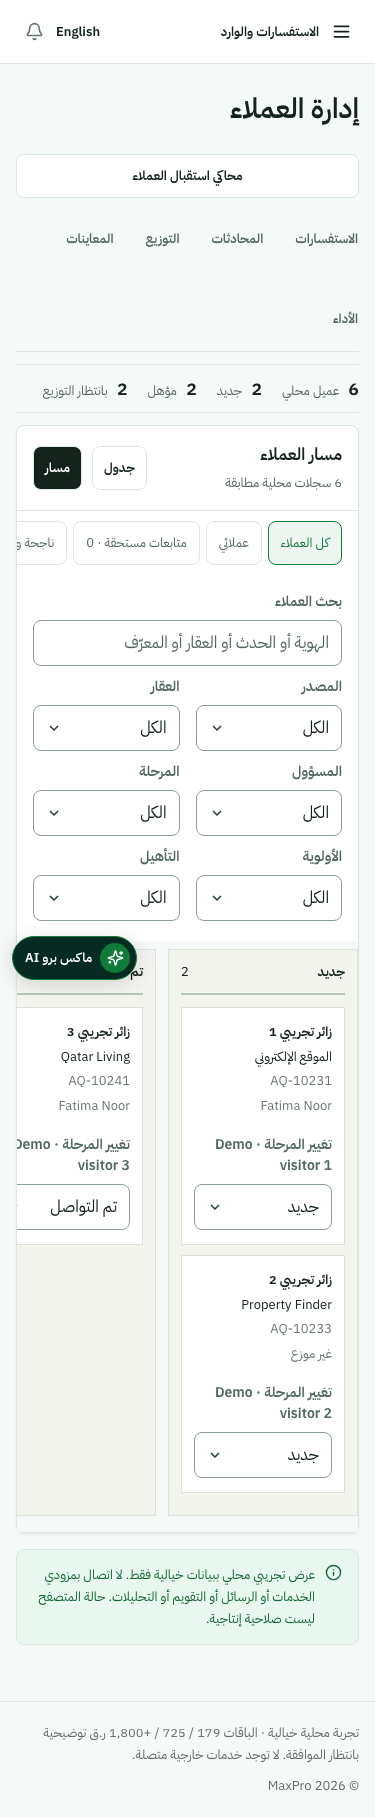 الاستفسارات والوارد
English
إدارة العملاء
محاكي استقبال العملاء
الاستفسارات
المحادثات
التوزيع
المعاينات
الأداء
6 عميل محلي
2 جديد
2 مؤهل
2 بانتظار التوزيع
مسار العملاء
6 سجلات محلية مطابقة
جدول
مسار
كل العملاء
عملائي
متابعات مستحقة · 0
ناجحة و
بحث العملاء
الهوية أو الحدث أو العقار أو المعرّف
المصدر
العقار
الكل
الكل
المسؤول
المرحلة
الكل
الكل
الأولوية
التأهيل
الكل
الكل
ماكس برو AI
جديد
2
زائر تجريبي 1
الموقع الإلكتروني
AQ-10231
Fatima Noor
تغيير المرحلة · Demo
visitor 1
جديد
زائر تجريبي 2
Property Finder
AQ-10233
غير موزع
تغيير المرحلة · Demo
visitor 2
جديد
تم
زائر تجريبي 3
Qatar Living
AQ-10241
Fatima Noor
تغيير المرحلة · Demo
visitor 3
تم التواصل
عرض تجريبي محلي ببيانات خيالية فقط. لا اتصال بمزودي
الخدمات أو الرسائل أو التقويم أو التحليلات. حالة المتصفح
ليست صلاحية إنتاجية.
تجربة محلية خيالية · الباقات 179 / 725 / +1,800 ر.ق توضيحية
بانتظار الموافقة. لا توجد خدمات خارجية متصلة.
© 2026 MaxPro